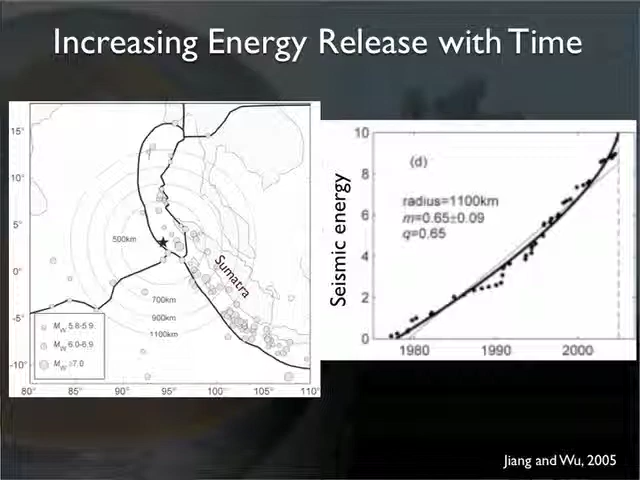 Increasing Energy Release with Time
15°
10°
5°
0°
-5°
-10°
80°
85°
90°
95°
100°
105°
110°
500km
700km
900km
1100km
Sumatra
MW 5.8-5.9
MW 6.0-6.9
MW ≥7.0
Seismic energy
10
8
6
4
2
0
1980
1990
2000
(d)
radius=1100km
m=0.65±0.09
q=0.65
Jiang and Wu, 2005